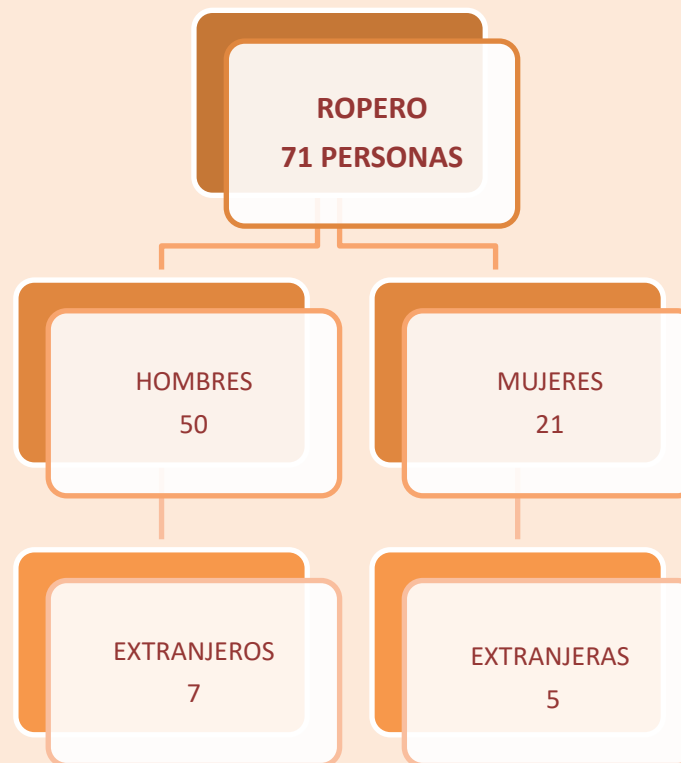 ROPERO
71 PERSONAS
HOMBRES
50
MUJERES
21
EXTRANJEROS
7
EXTRANJERAS
5